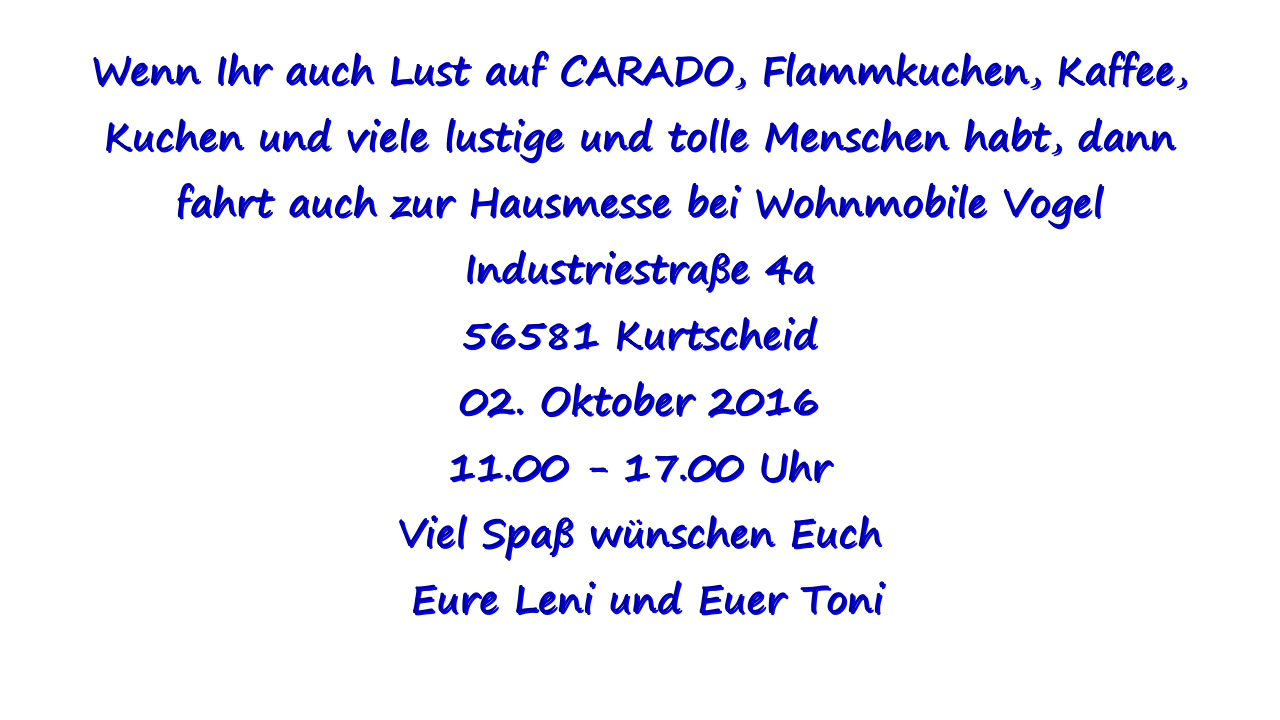 Wenn Ihr auch Lust auf CARADO, Flammkuchen, Kaffee,
Kuchen und viele lustige und tolle Menschen habt, dann
fahrt auch zur Hausmesse bei Wohnmobile Vogel
Industriestraße 4a
56581 Kurtscheid
02. Oktober 2016
11.00 - 17.00 Uhr
Viel Spaß wünschen Euch
Eure Leni und Euer Toni